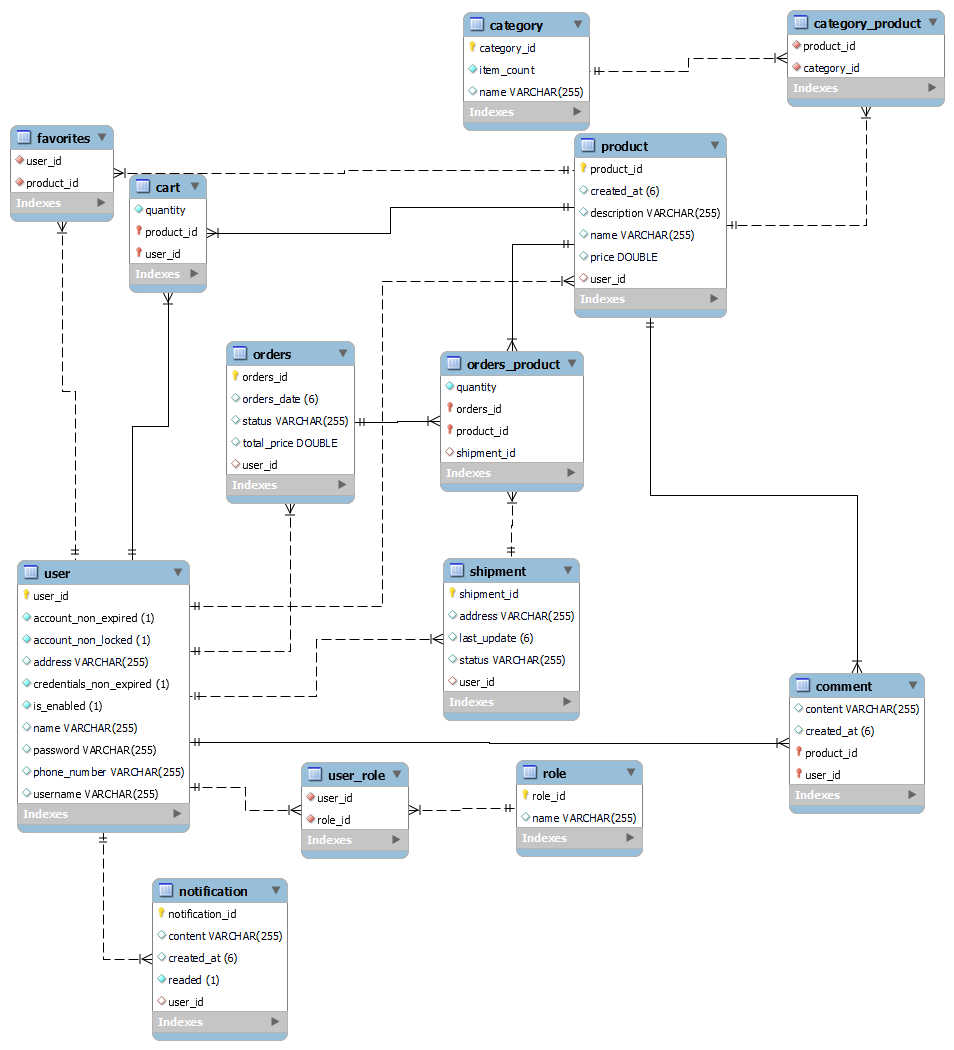 category
category_id
item_count
name VARCHAR(255)
Indexes
category_product
product_id
category_id
Indexes
favorites
user_id
product_id
Indexes
cart
quantity
product_id
user_id
Indexes
product
product_id
created_at (6)
description VARCHAR(255)
name VARCHAR(255)
price DOUBLE
user_id
Indexes
orders
orders_id
orders_date (6)
status VARCHAR(255)
total_price DOUBLE
user_id
Indexes
orders_product
quantity
orders_id
product_id
shipment_id
Indexes
user
user_id
account_non_expired (1)
account_non_locked (1)
address VARCHAR(255)
credentials_non_expired (1)
is_enabled (1)
name VARCHAR(255)
password VARCHAR(255)
phone_number VARCHAR(255)
username VARCHAR(255)
Indexes
shipment
shipment_id
address VARCHAR(255)
last_update (6)
status VARCHAR(255)
user_id
Indexes
comment
content VARCHAR(255)
created_at (6)
product_id
user_id
Indexes
user_role
user_id
role_id
Indexes
role
role_id
name VARCHAR(255)
Indexes
notification
notification_id
content VARCHAR(255)
created_at (6)
readed (1)
user_id
Indexes